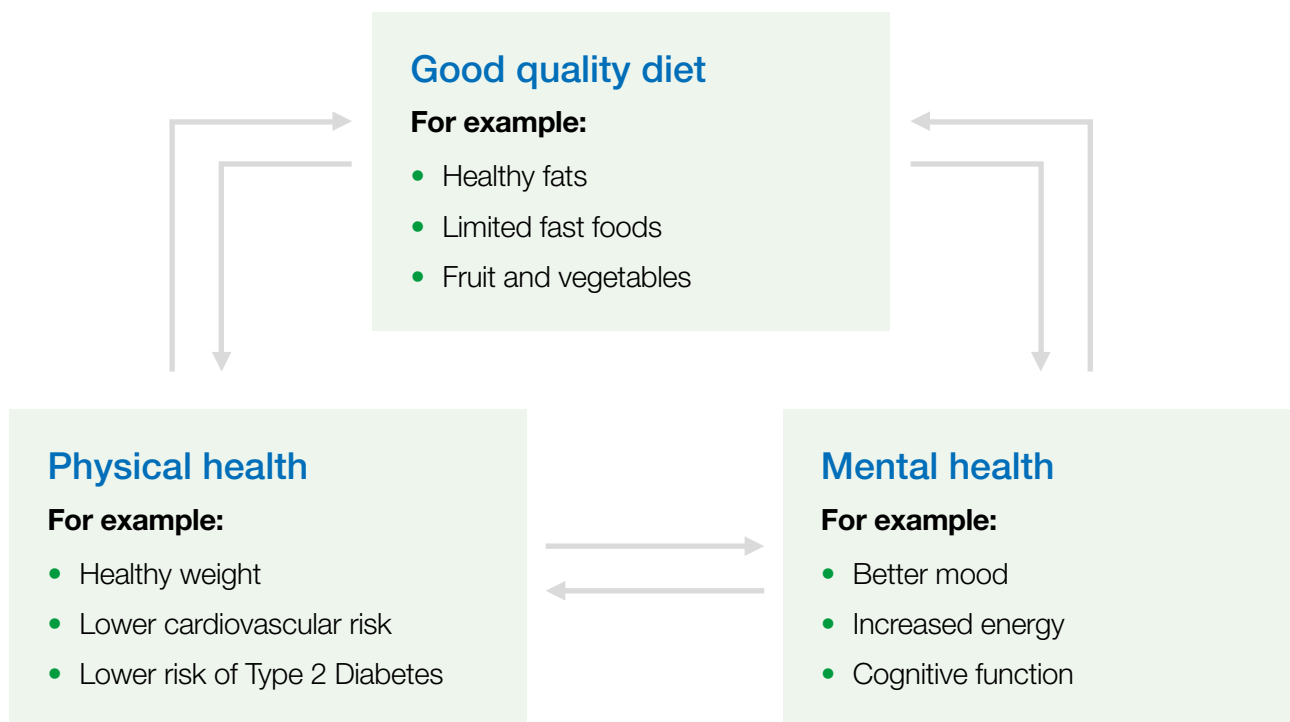 Good quality diet
For example:
• Healthy fats
• Limited fast foods
• Fruit and vegetables
Physical health
For example:
• Healthy weight
• Lower cardiovascular risk
• Lower risk of Type 2 Diabetes
Mental health
For example:
• Better mood
• Increased energy
• Cognitive function